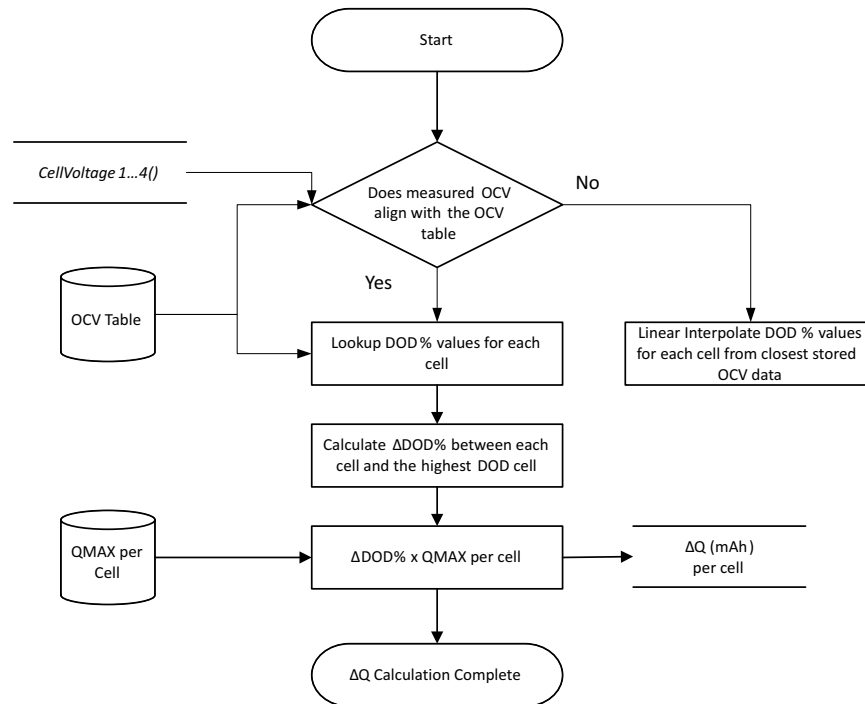 Start
CellVoltage 1...4()
Does measured OCV
align with the OCV
table
No
Yes
OCV Table
Lookup DOD % values for each
cell
Linear Interpolate DOD % values
for each cell from closest stored
OCV data
Calculate ΔDOD% between each
cell and the highest DOD cell
QMAX per
Cell
ΔDOD% x QMAX per cell
ΔQ (mAh)
per cell
ΔQ Calculation Complete